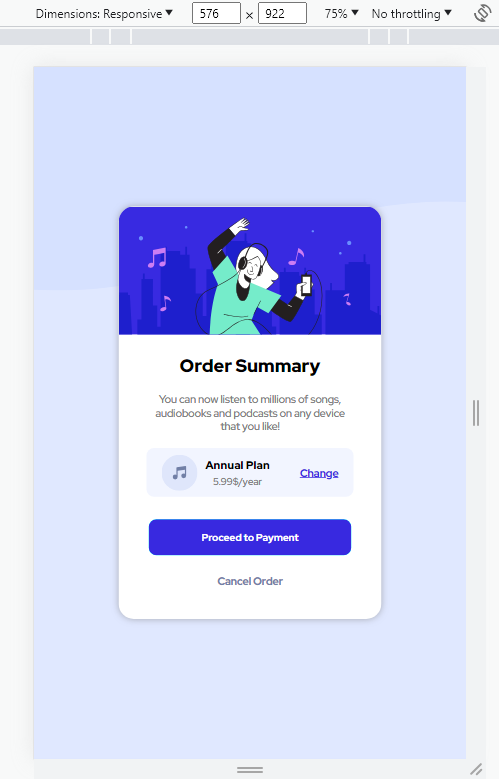 Dimensions: Responsive 576 × 922 75% No throttling
Order Summary
You can now listen to millions of songs,
audiobooks and podcasts on any device
that you like!
Annual Plan
5.99$/year
Change
Proceed to Payment
Cancel Order